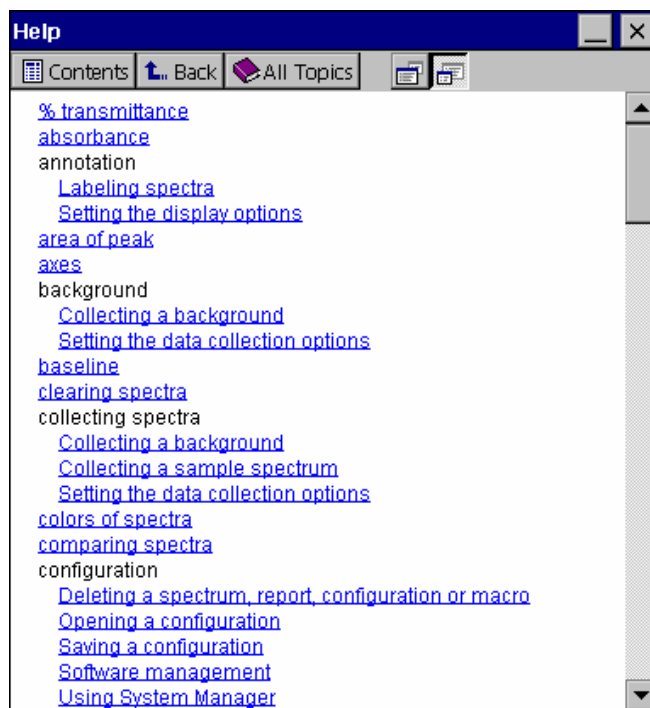 Help
Contents Back All Topics
% transmittance
absorbance
annotation
Labeling spectra
Setting the display options
area of peak
axes
background
Collecting a background
Setting the data collection options
baseline
clearing spectra
collecting spectra
Collecting a background
Collecting a sample spectrum
Setting the data collection options
colors of spectra
comparing spectra
configuration
Deleting a spectrum, report, configuration or macro
Opening a configuration
Saving a configuration
Software management
Using System Manager